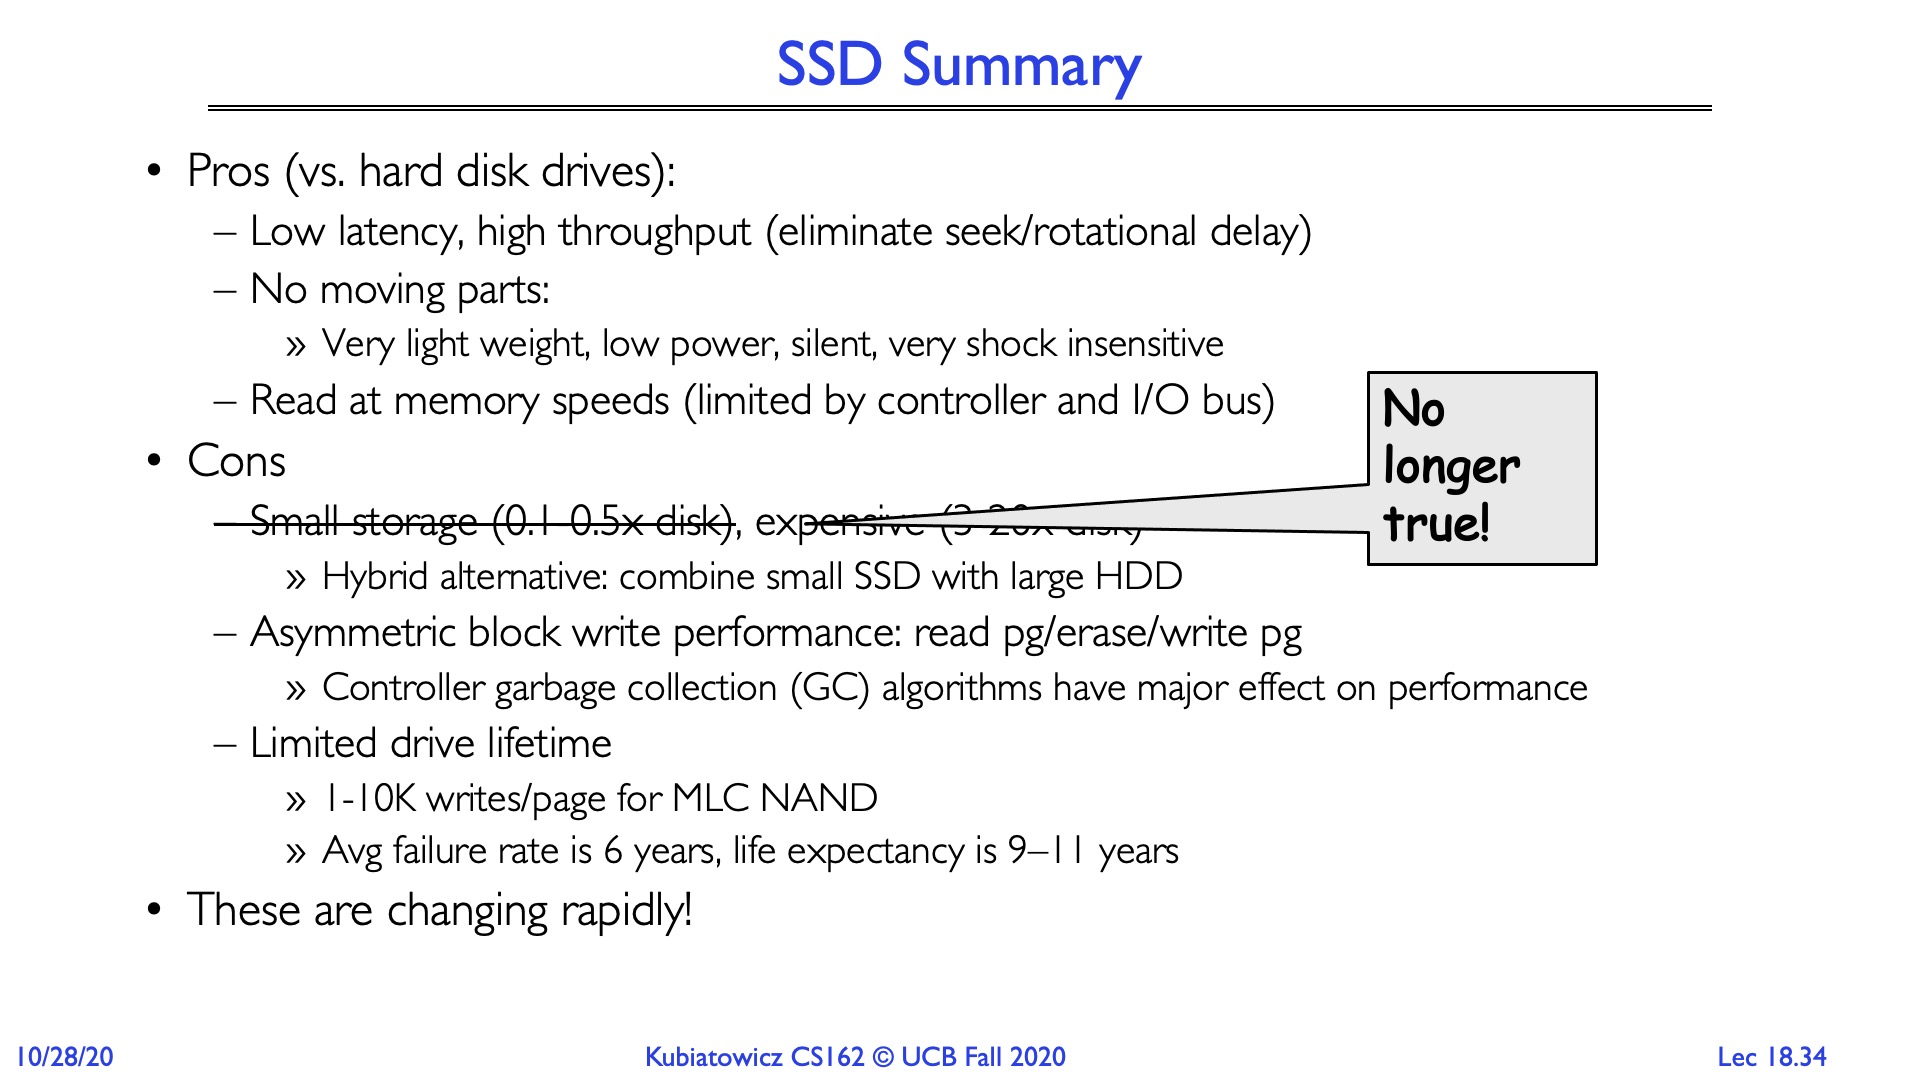 SSD Summary
• Pros (vs. hard disk drives):
– Low latency, high throughput (eliminate seek/rotational delay)
– No moving parts:
» Very light weight, low power, silent, very shock insensitive
– Read at memory speeds (limited by controller and I/O bus)
• Cons
– Small storage (0.1-0.5x disk), expensive (3-20x disk)
» Hybrid alternative: combine small SSD with large HDD
– Asymmetric block write performance: read pg/erase/write pg
» Controller garbage collection (GC) algorithms have major effect on performance
– Limited drive lifetime
» 1-10K writes/page for MLC NAND
» Avg failure rate is 6 years, life expectancy is 9–11 years
• These are changing rapidly!
No
longer
true!
10/28/20
Kubiatowicz CS162 © UCB Fall 2020
Lec 18.34